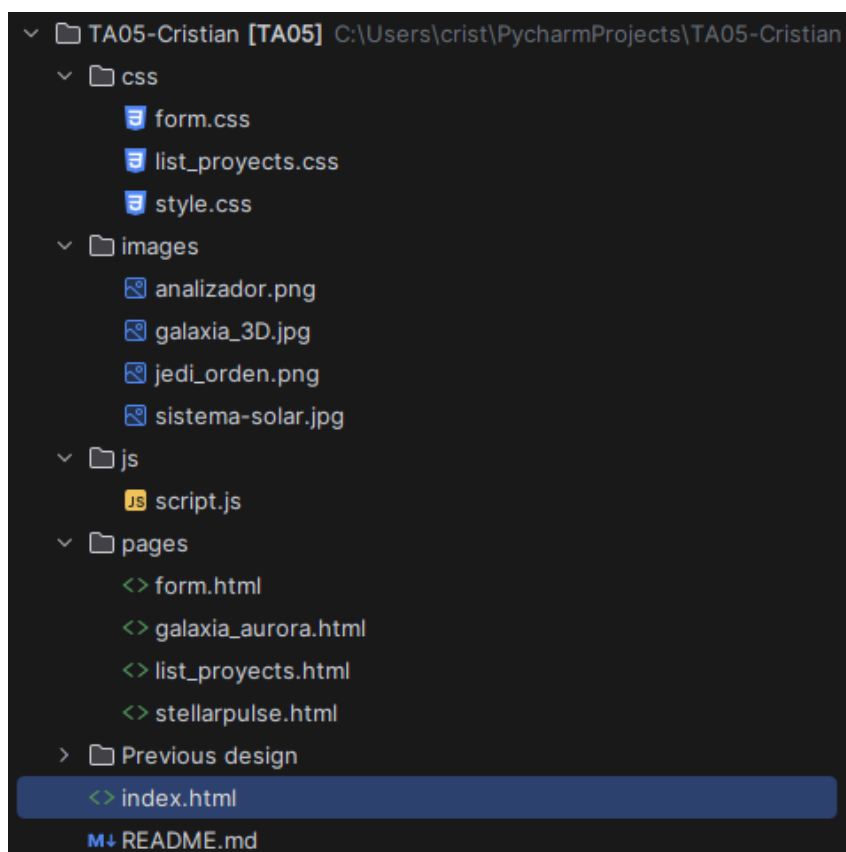 TA05-Cristian [TA05] C:\Users\crist\PycharmProjects\TA05-Cristian
css
form.css
list_proyects.css
style.css
images
analizador.png
galaxia_3D.jpg
jedi_orden.png
sistema-solar.jpg
js
JS script.js
pages
<> form.html
<> galaxia_aurora.html
<> list_proyects.html
<> stellarpulse.html
Previous design
<> index.html
M↓ README.md